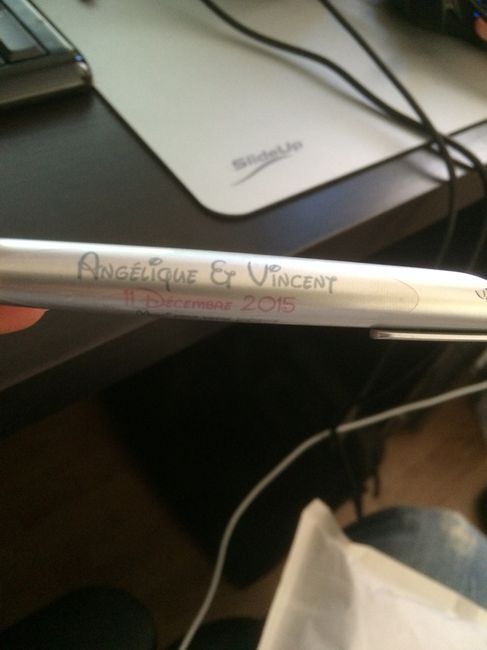 SlideUp
Angélique & Vincent
11 Décembre 2015